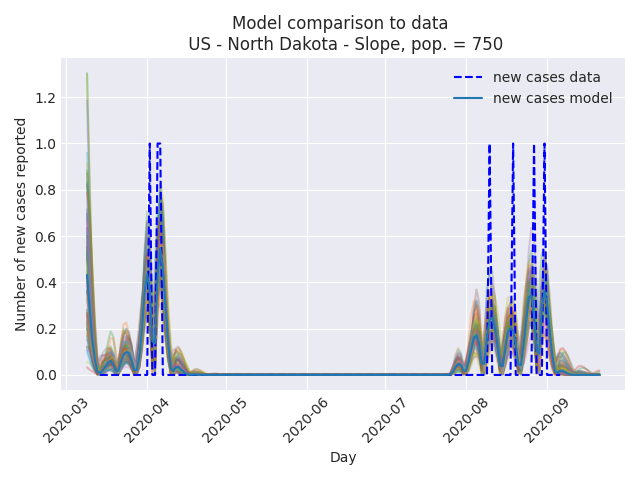 Model comparison to data
US - North Dakota - Slope, pop. = 750
new cases data
new cases model
Number of new cases reported
1.2
1.0
0.8
0.6
0.4
0.2
0.0
2020-03
2020-04
2020-05
2020-06
2020-07
2020-08
2020-09
Day